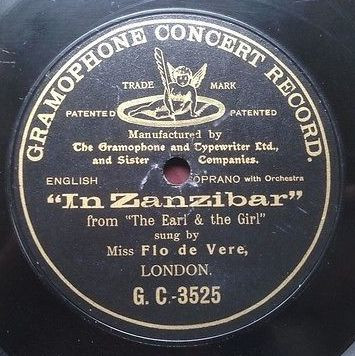 GRAMOPHONE CONCERT RECORD.
TRADE MARK
PATENTED PATENTED
Manufactured by
The Gramophone and Typewriter Ltd.,
and Sister Companies.
ENGLISH SOPRANO with Orchestra
"In Zanzibar"
from "The Earl & the Girl"
sung by
Miss Flo de Vere,
LONDON.
G. C.-3525